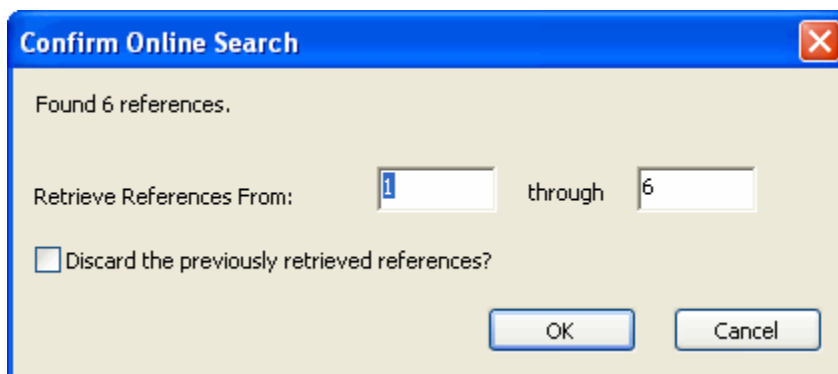 Confirm Online Search
Found 6 references.
Retrieve References From: 1 through 6
Discard the previously retrieved references?
OK Cancel